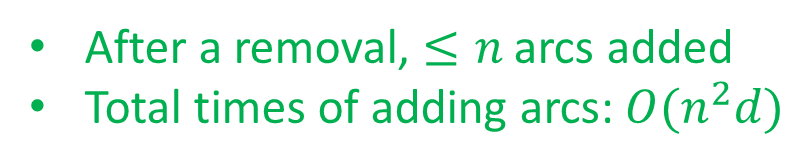 • After a removal, ≤ n arcs added
• Total times of adding arcs: O(n²d)